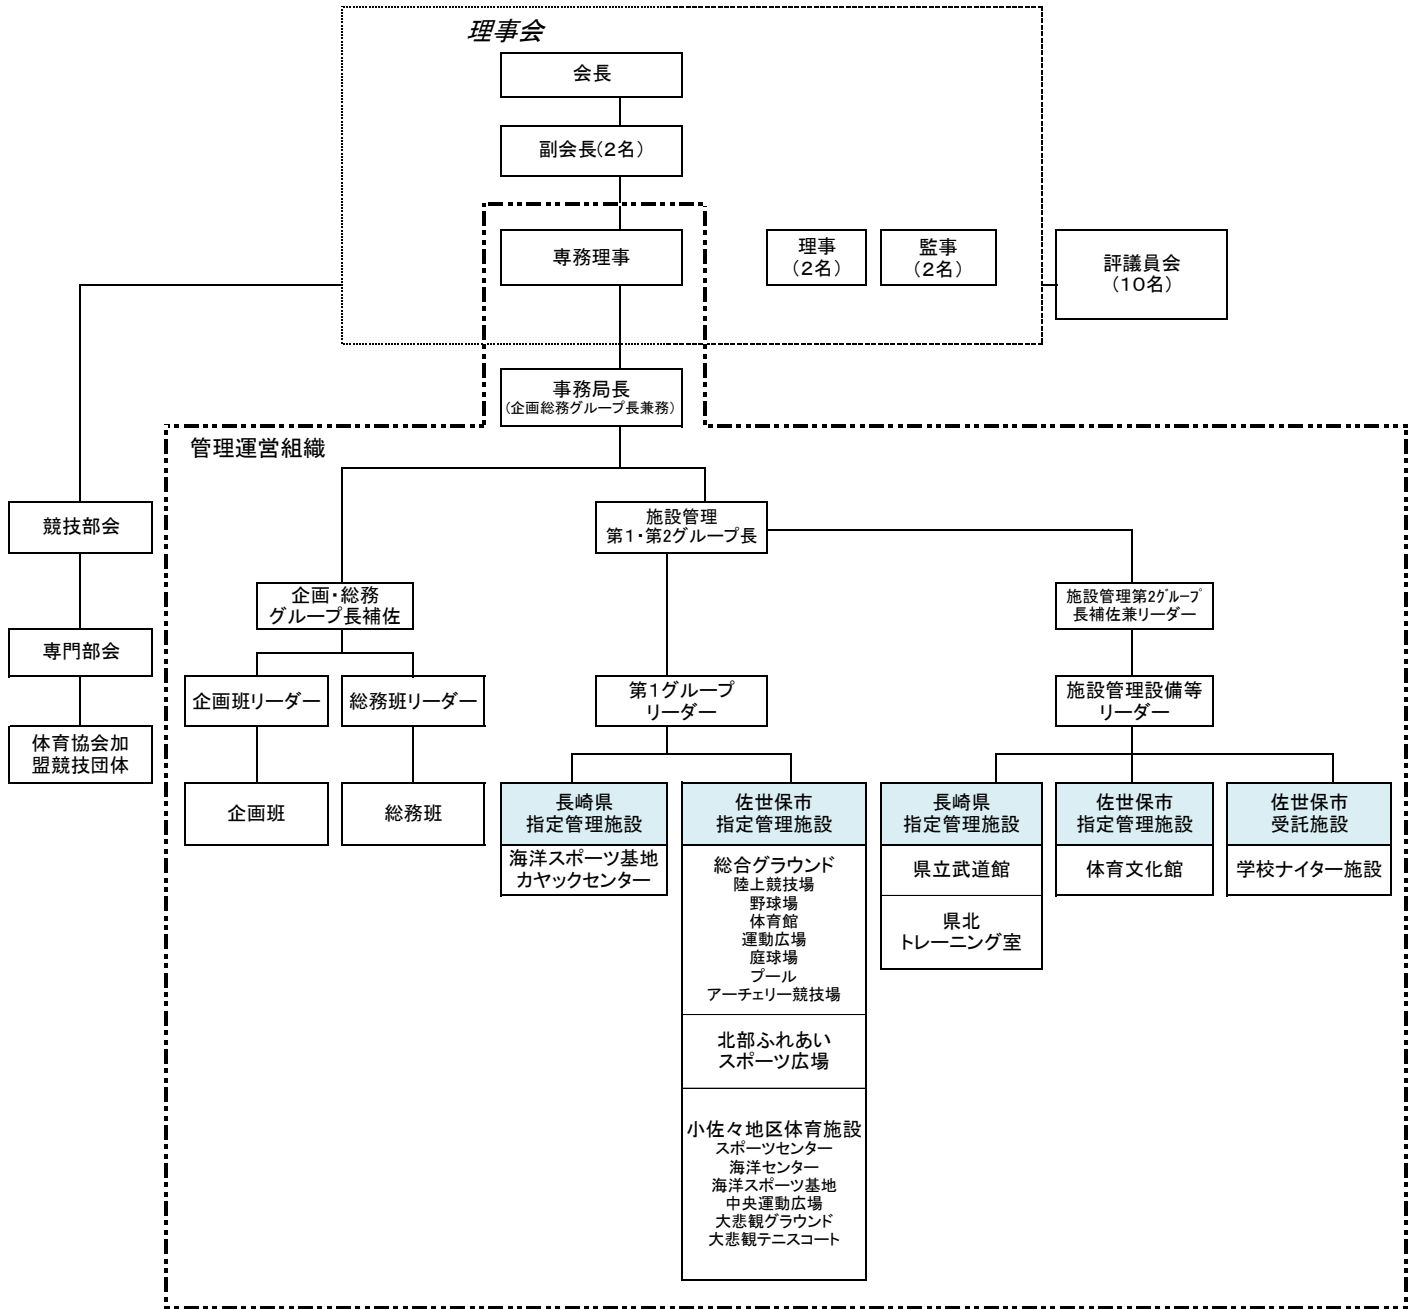 理事会
会長
副会長(２名)
専務理事
理事
(２名)
監事
(２名)
評議員会
(１０名)
事務局長
(企画総務グループ長兼務)
管理運営組織
競技部会
専門部会
体育協会加
盟競技団体
施設管理
第１・第2グループ長
企画・総務
グループ長補佐
施設管理第2ｸﾞﾙｰﾌﾟ
長補佐兼リーダー
企画班リーダー
総務班リーダー
第1グループ
リーダー
施設管理設備等
リーダー
企画班
総務班
長崎県
指定管理施設
海洋スポーツ基地
カヤックセンター
佐世保市
指定管理施設
総合グラウンド
陸上競技場
野球場
体育館
運動広場
庭球場
プール
アーチェリー競技場
北部ふれあい
スポーツ広場
小佐々地区体育施設
スポーツセンター
海洋センター
海洋スポーツ基地
中央運動広場
大悲観グラウンド
大悲観テニスコート
長崎県
指定管理施設
県立武道館
県北
トレーニング室
佐世保市
指定管理施設
体育文化館
佐世保市
受託施設
学校ナイター施設